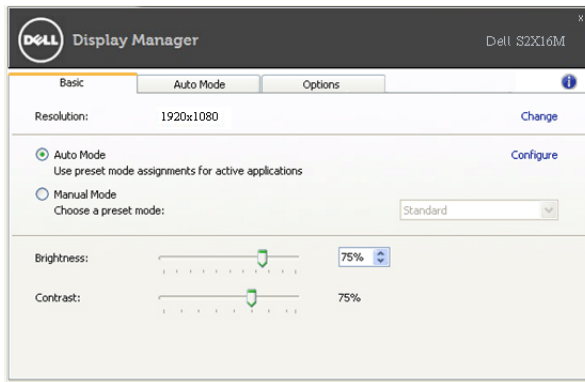 x
DELL Display Manager Dell S2X16M
Basic Auto Mode Options i
Resolution: 1920x1080 Change
Auto Mode Configure
Use preset mode assignments for active applications
Manual Mode
Choose a preset mode: Standard
Brightness: 75%
Contrast: 75%